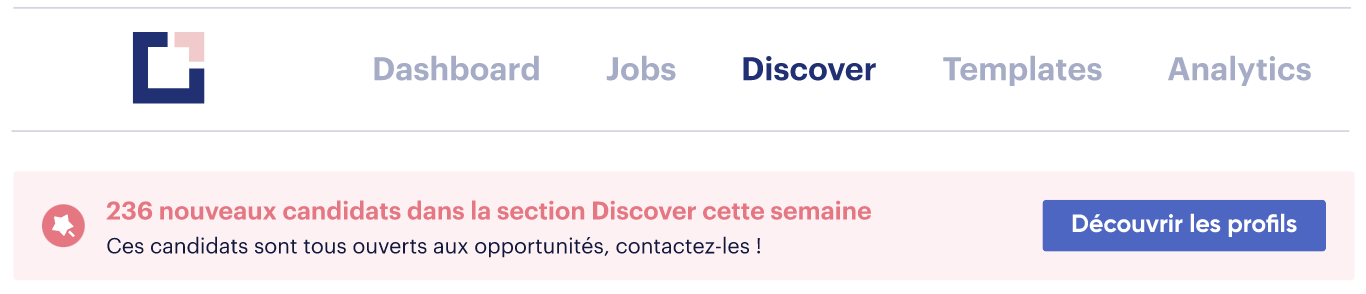 Dashboard Jobs Discover Templates Analytics
236 nouveaux candidats dans la section Discover cette semaine
Ces candidats sont tous ouverts aux opportunités, contactez-les !
Découvrir les profils